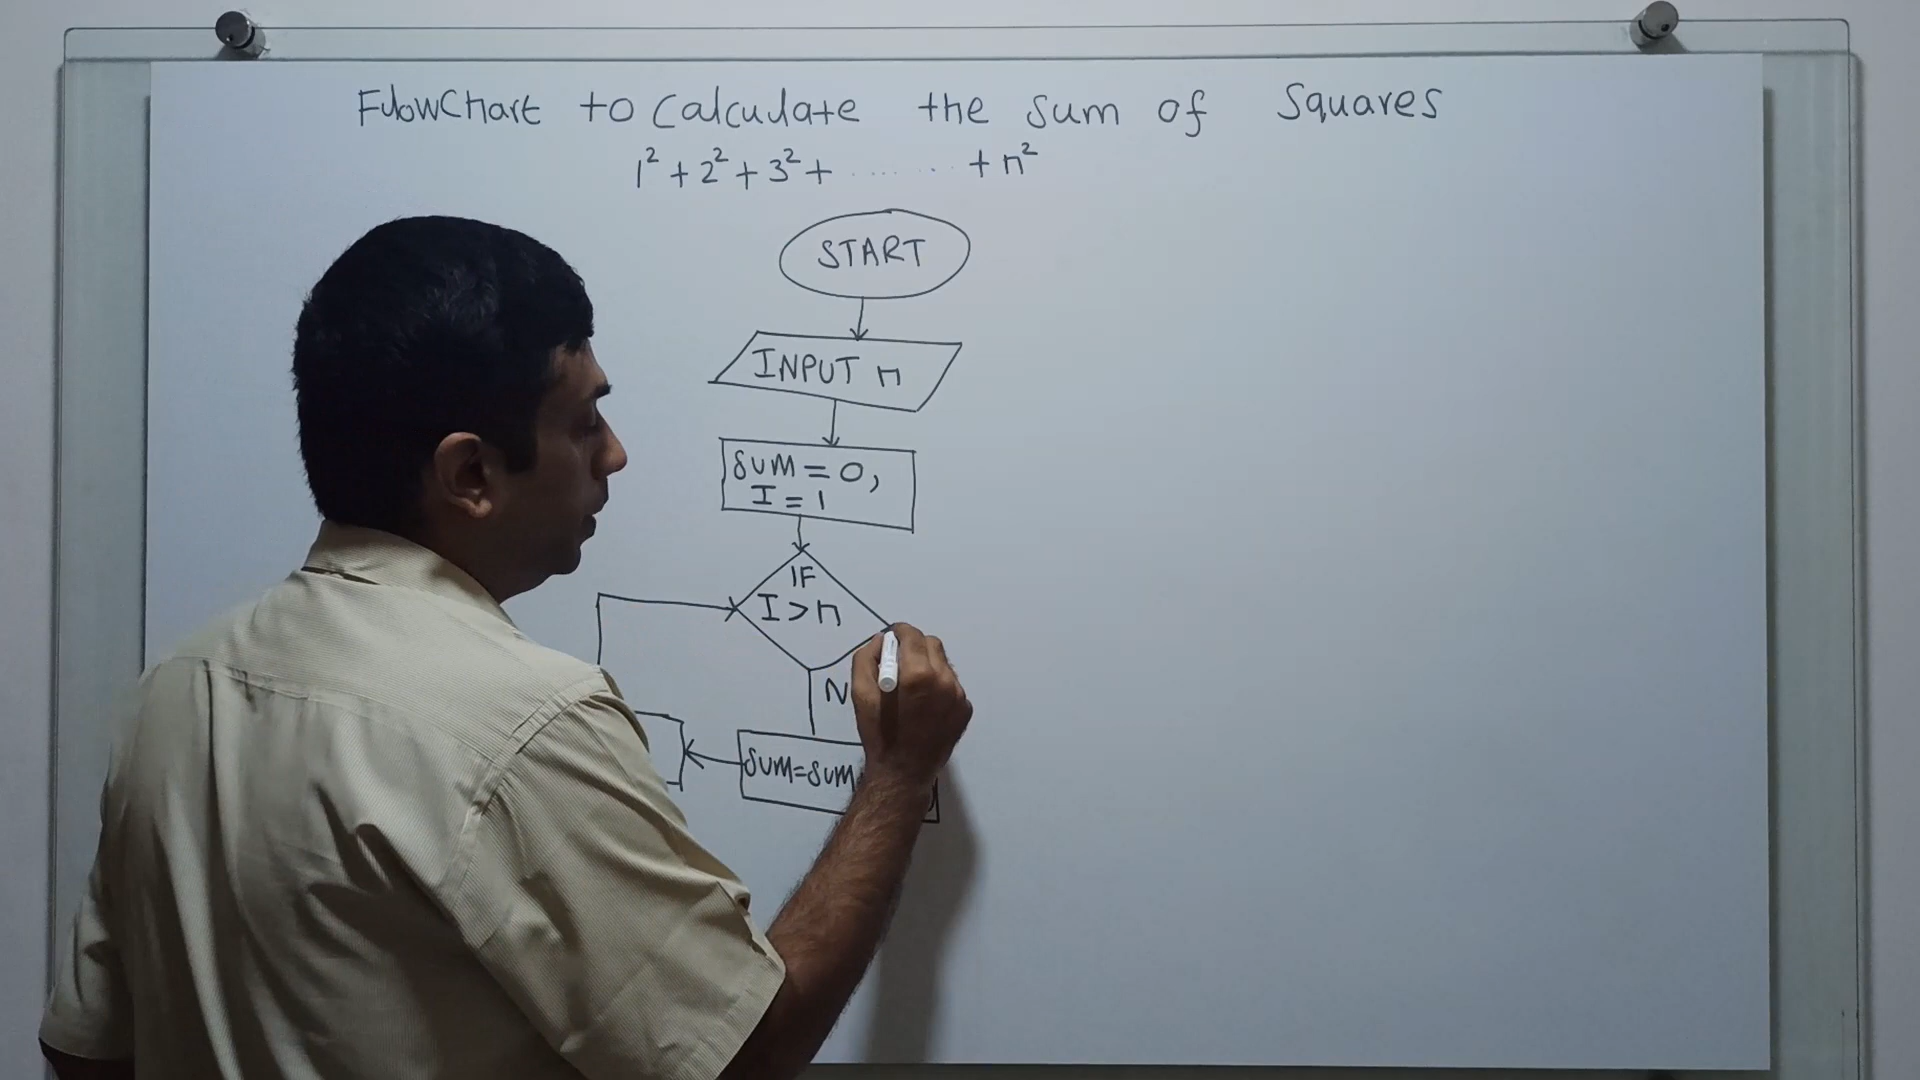 FlowChart to Calculate the sum of Squares
1² + 2² + 3² + ........ + n²
START
INPUT n
SUM = 0,
I = 1
IF
I > n
SUM=SUM